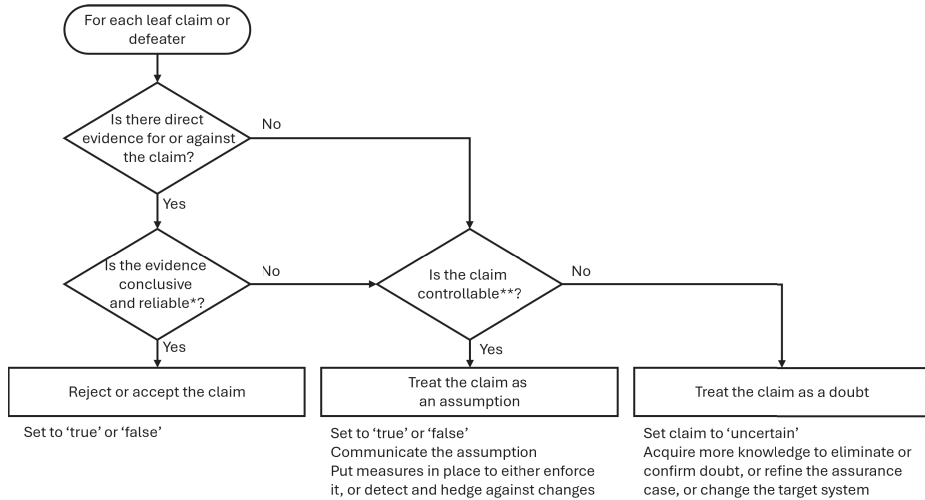 For each leaf claim or
defeater
Is there direct
evidence for or against
the claim?
No
Yes
Is the evidence
conclusive
and reliable*?
No
Is the claim
controllable**?
No
Yes
Yes
Reject or accept the claim
Treat the claim as
an assumption
Treat the claim as a doubt
Set to ‘true’ or ‘false’
Set to ‘true’ or ‘false’
Communicate the assumption
Put measures in place to either enforce
it, or detect and hedge against changes
Set claim to ‘uncertain’
Acquire more knowledge to eliminate or
confirm doubt, or refine the assurance
case, or change the target system